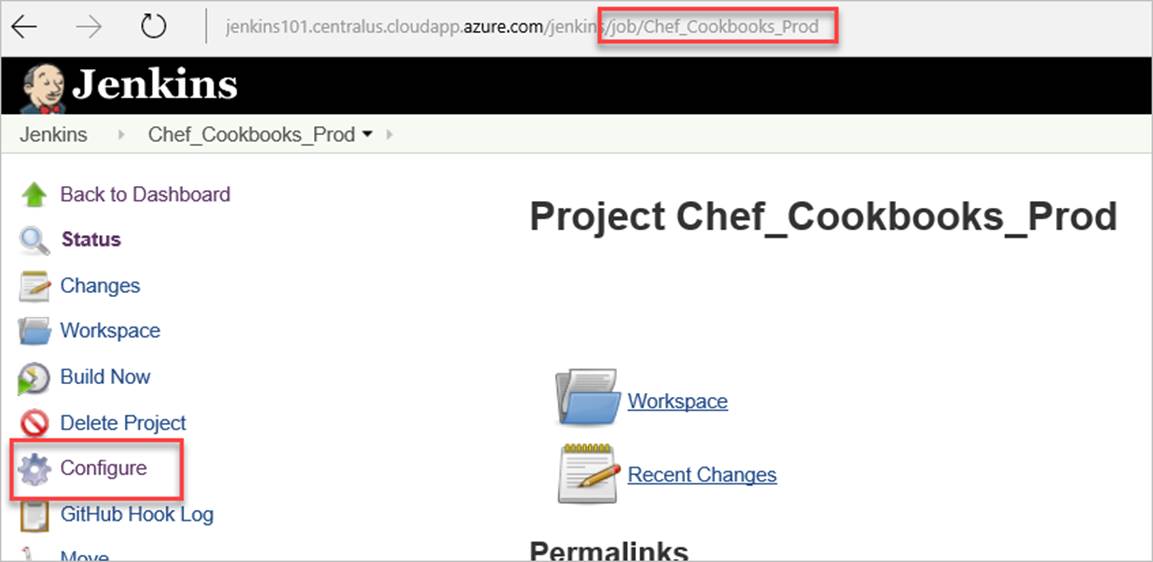 jenkins101.centralus.cloudapp.azure.com/jenkins/job/Chef_Cookbooks_Prod
Jenkins
Jenkins Chef_Cookbooks_Prod
Back to Dashboard
Status
Changes
Workspace
Build Now
Delete Project
Configure
GitHub Hook Log
Move
Project Chef_Cookbooks_Prod
Workspace
Recent Changes
Permalinks